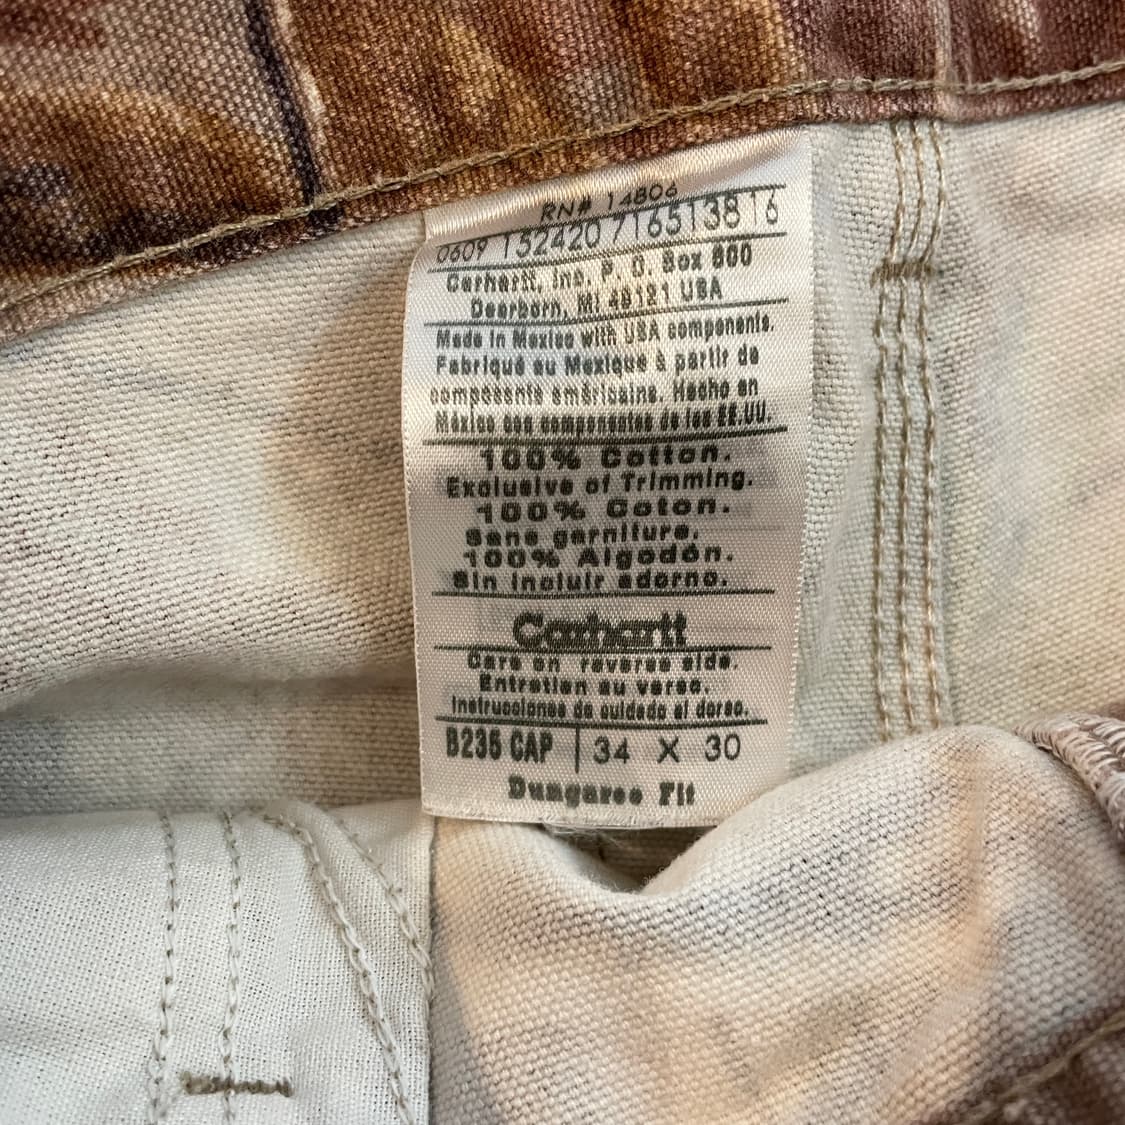 RN# 14806
0609 152420 7165138 16
Carhartt, Inc. P. O. Box 600
Dearborn, MI 48121 USA
Made in Mexico with USA components.
Fabriqué au Mexique à partir de
composants américains. Hecho en
México con componentes de los EE.UU.
100% Cotton.
Exclusive of Trimming.
100% Coton.
Sans garniture.
100% Algodón.
Sin incluir adorno.
Carhartt
Care on reverse side.
Entretien au verso.
Instrucciones de cuidado al dorso.
B235 CAP | 34 X 30
Dungaree Fit